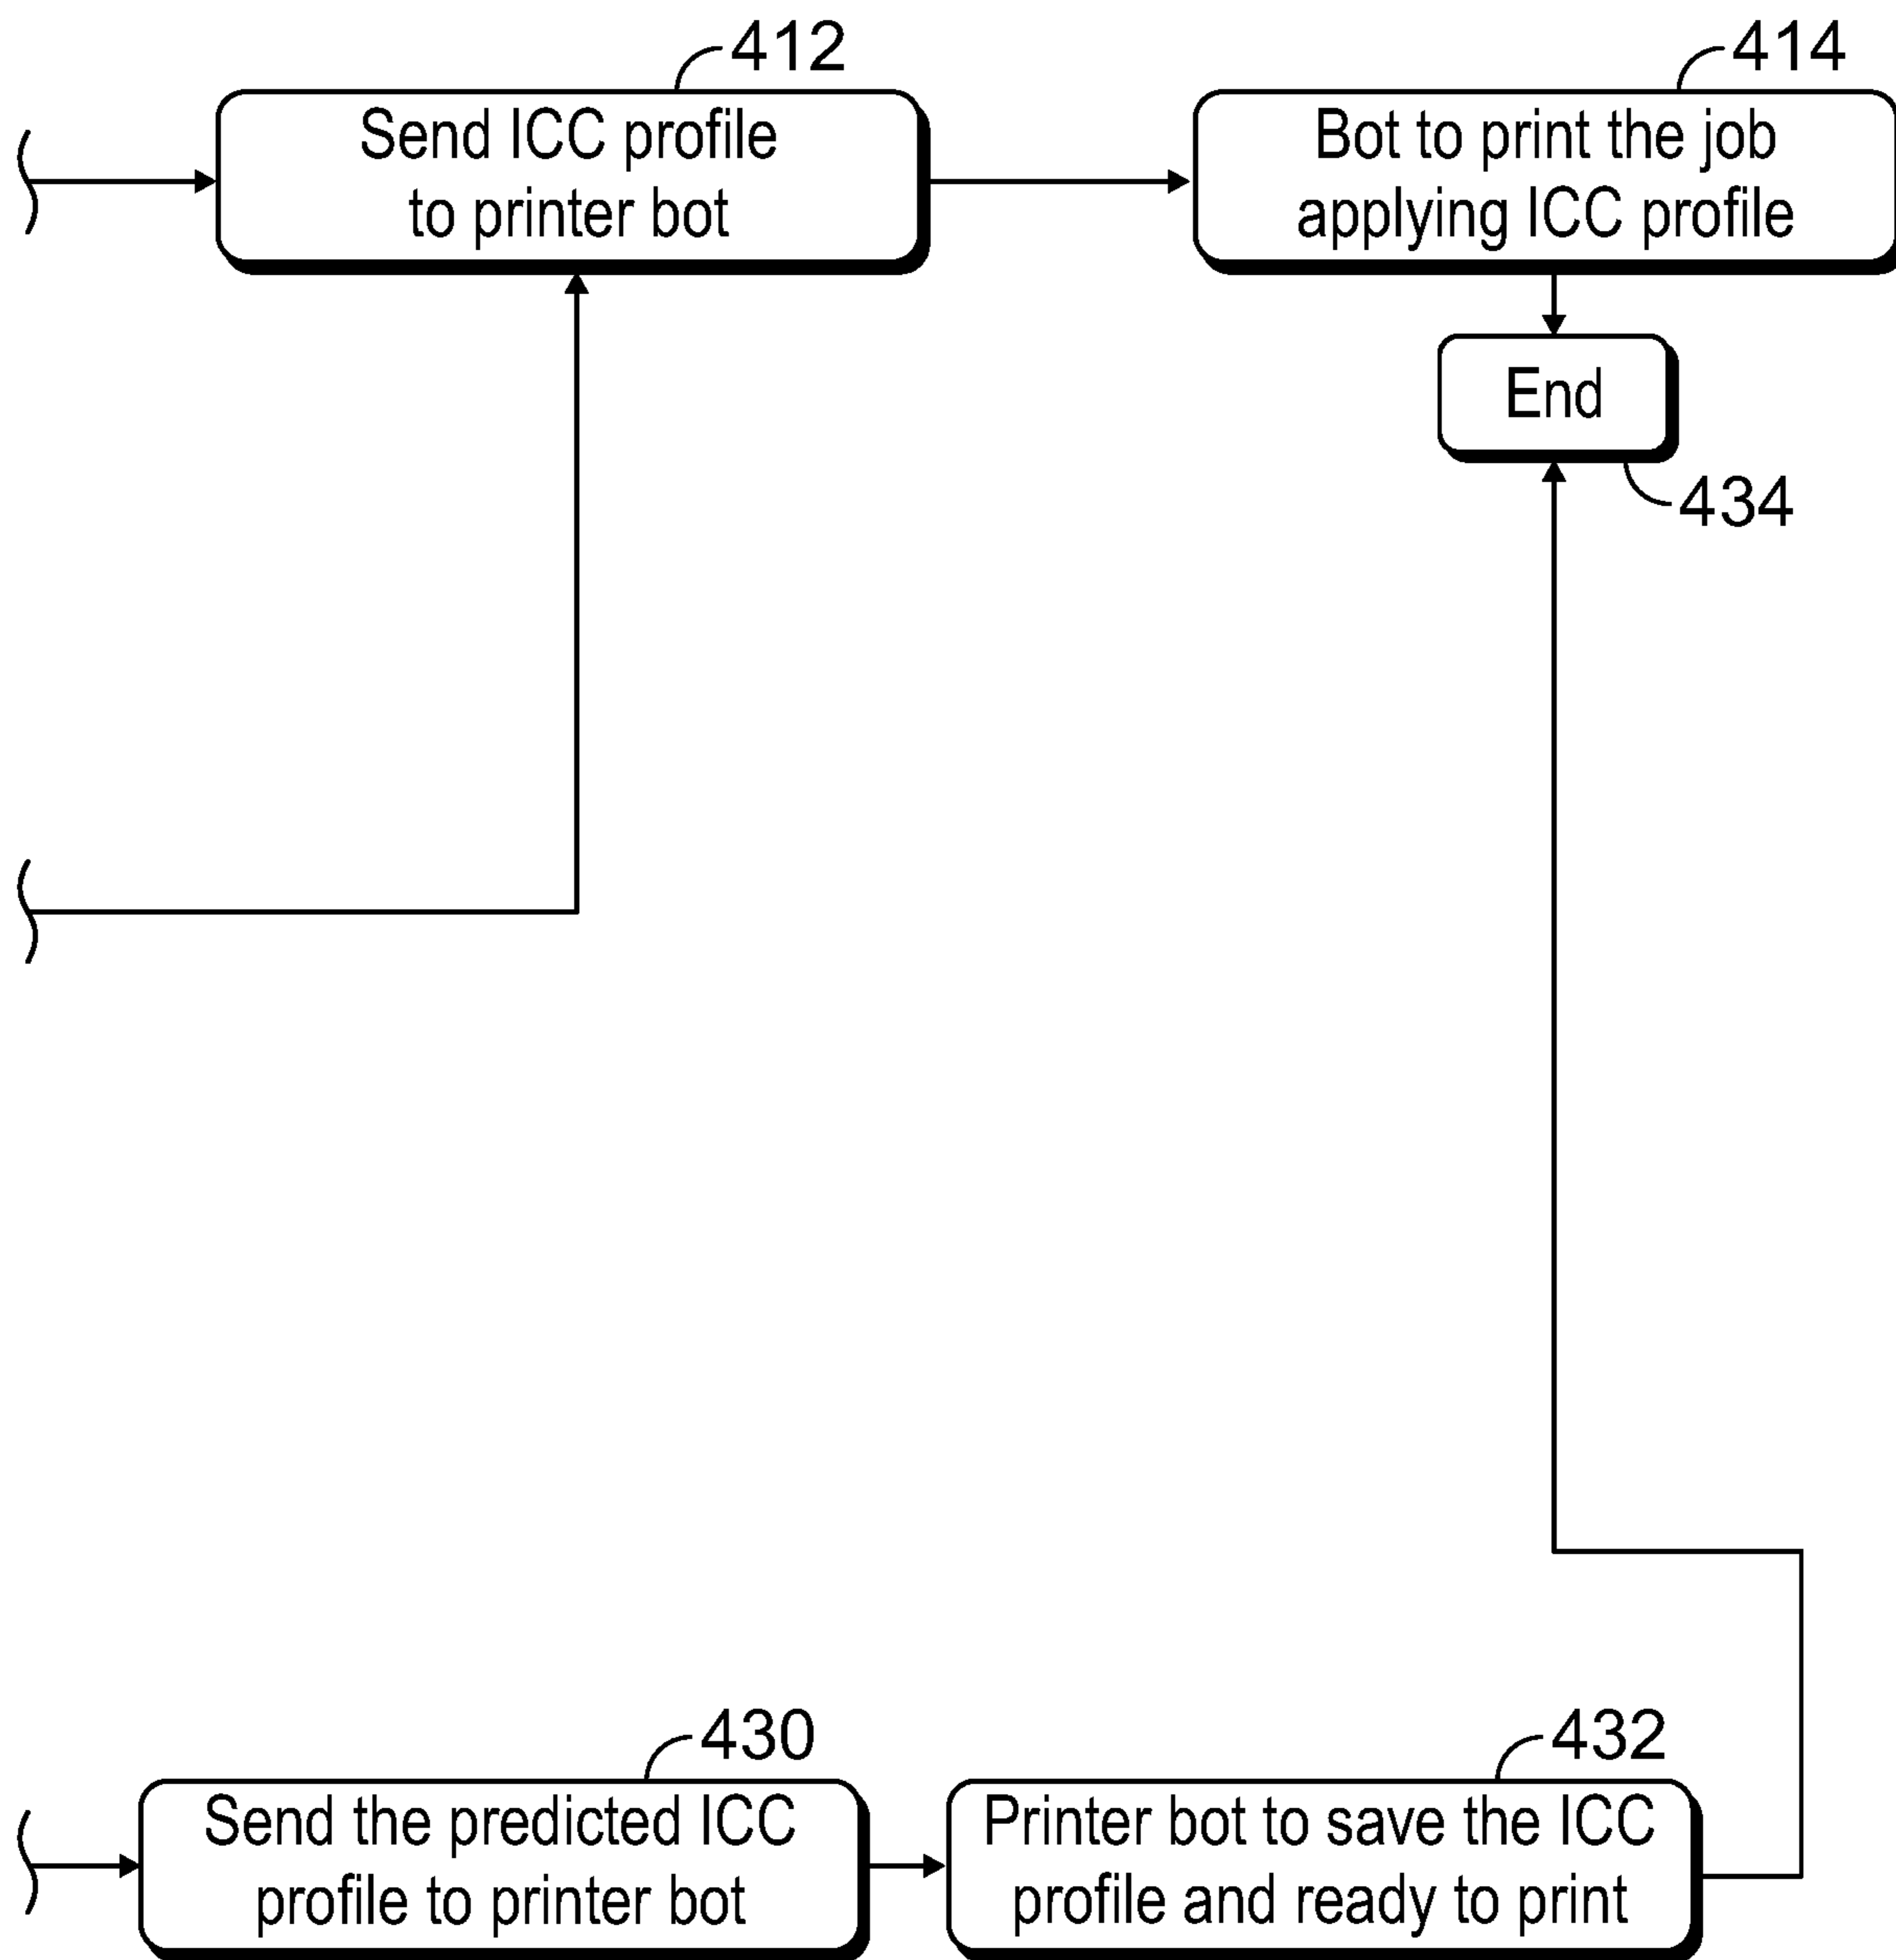 412
Send ICC profile
to printer bot
414
Bot to print the job
applying ICC profile
End
434
430
Send the predicted ICC
profile to printer bot
432
Printer bot to save the ICC
profile and ready to print